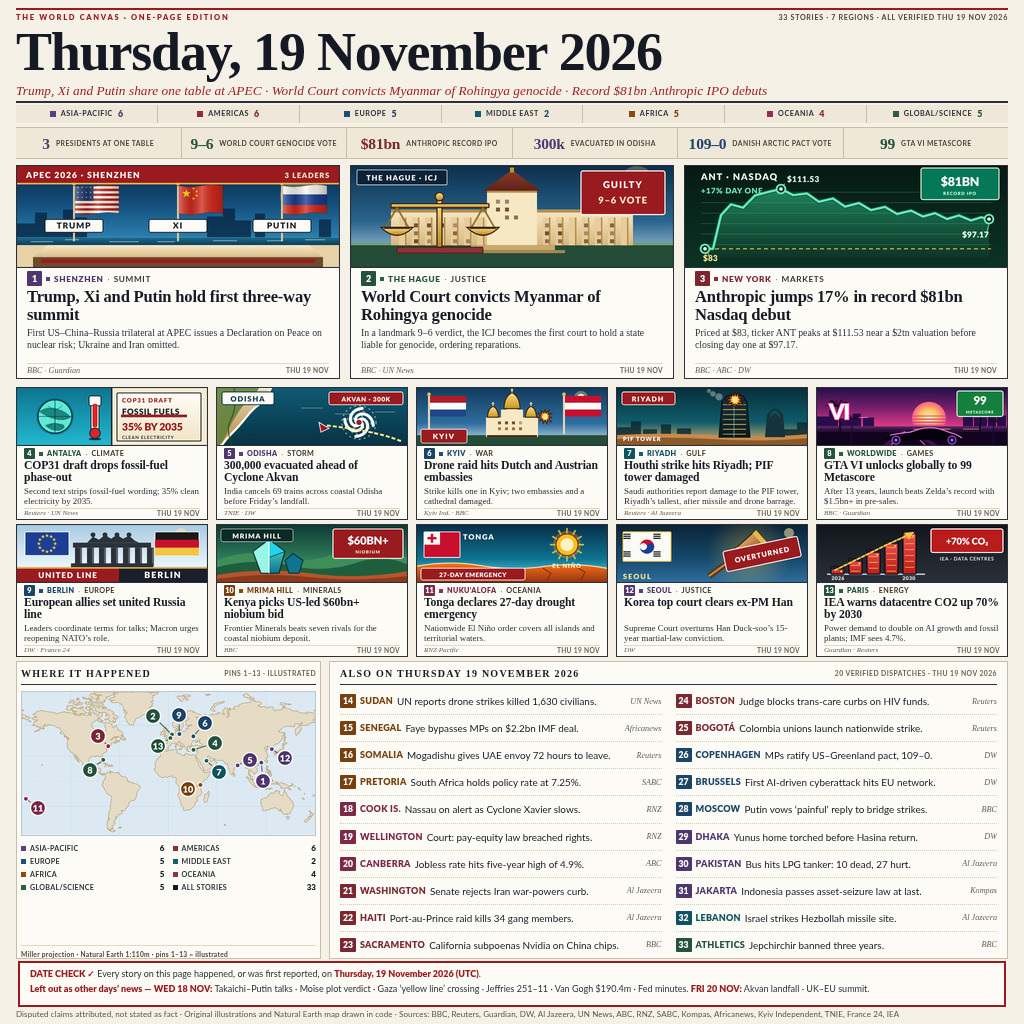 THE WORLD CANVAS · ONE-PAGE EDITION
33 STORIES · 7 REGIONS · ALL VERIFIED THU 19 NOV 2026
Thursday, 19 November 2026
Trump, Xi and Putin share one table at APEC · World Court convicts Myanmar of Rohingya genocide · Record $81bn Anthropic IPO debuts
ASIA-PACIFIC 6
AMERICAS 6
EUROPE 5
MIDDLE EAST 2
AFRICA 5
OCEANIA 4
GLOBAL/SCIENCE 5
3 PRESIDENTS AT ONE TABLE
9–6 WORLD COURT GENOCIDE VOTE
$81bn ANTHROPIC RECORD IPO
300k EVACUATED IN ODISHA
109–0 DANISH ARCTIC PACT VOTE
99 GTA VI METASCORE
APEC 2026 · SHENZHEN
3 LEADERS
TRUMP
XI
PUTIN
1 SHENZHEN · SUMMIT
Trump, Xi and Putin hold first three-way
summit
First US–China–Russia trilateral at APEC issues a Declaration on Peace on
nuclear risk; Ukraine and Iran omitted.
BBC · Guardian
THU 19 NOV
THE HAGUE · ICJ
GUILTY
9–6 VOTE
2 THE HAGUE · JUSTICE
World Court convicts Myanmar of
Rohingya genocide
In a landmark 9–6 verdict, the ICJ becomes the first court to hold a state
liable for genocide, ordering reparations.
BBC · UN News
THU 19 NOV
ANT · NASDAQ
+17% DAY ONE
$111.53
$81BN
RECORD IPO
$97.17
$83
3 NEW YORK · MARKETS
Anthropic jumps 17% in record $81bn
Nasdaq debut
Priced at $83, ticker ANT peaks at $111.53 near a $2tn valuation before
closing day one at $97.17.
BBC · ABC · DW
THU 19 NOV
COP31 DRAFT
FOSSIL FUELS
35% BY 2035
CLEAN ELECTRICITY
4 ANTALYA · CLIMATE
COP31 draft drops fossil-fuel
phase-out
Second text strips fossil-fuel wording; 35% clean
electricity by 2035.
Reuters · UN News
THU 19 NOV
ODISHA
AKVAN · 300K
5 ODISHA · STORM
300,000 evacuated ahead of
Cyclone Akvan
India cancels 69 trains across coastal Odisha
before Friday's landfall.
TNIE · DW
THU 19 NOV
KYIV
6 KYIV · WAR
Drone raid hits Dutch and Austrian
embassies
Strike kills one in Kyiv; two embassies and a
cathedral damaged.
Kyiv Ind. · BBC
THU 19 NOV
RIYADH
PIF TOWER
7 RIYADH · GULF
Houthi strike hits Riyadh; PIF
tower damaged
Saudi authorities report damage to the PIF tower,
Riyadh's tallest, after missile and drone barrage.
Reuters · Al Jazeera
THU 19 NOV
VI
99
METASCORE
8 WORLDWIDE · GAMES
GTA VI unlocks globally to 99
Metascore
After 13 years, launch beats Zelda's record with
$1.5bn+ in pre-sales.
BBC · Guardian
THU 19 NOV
UNITED LINE
BERLIN
9 BERLIN · EUROPE
European allies set united Russia
line
Leaders coordinate terms for talks; Macron urges
reopening NATO's role.
DW · France 24
THU 19 NOV
MRIMA HILL
$60BN+
NIOBIUM
10 MRIMA HILL · MINERALS
Kenya picks US-led $60bn+
niobium bid
Frontier Minerals beats seven rivals for the
coastal niobium deposit.
BBC
THU 19 NOV
TONGA
EL NIÑO
27-DAY EMERGENCY
11 NUKU'ALOFA · OCEANIA
Tonga declares 27-day drought
emergency
Nationwide El Niño order covers all islands and
territorial waters.
RNZ Pacific
THU 19 NOV
OVERTURNED
SEOUL
12 SEOUL · JUSTICE
Korea top court clears ex-PM Han
Supreme Court overturns Han Duck-soo's 15-
year martial-law conviction.
THU 19 NOV
+70% CO₂
IEA · DATA CENTRES
2026
2030
13 PARIS · ENERGY
IEA warns datacentre CO2 up 70%
by 2030
Power demand to double on AI growth and fossil
plants; IMF sees 4.7%.
Guardian · Reuters
THU 19 NOV
WHERE IT HAPPENED
PINS 1–13 · ILLUSTRATED
2
9
6
3
13
4
8
7
5
12
10
1
11
ASIA-PACIFIC 6
AMERICAS 6
EUROPE 5
MIDDLE EAST 2
AFRICA 5
OCEANIA 4
GLOBAL/SCIENCE 5
ALL STORIES 33
Miller projection · Natural Earth 1:110m · pins 1–13 = illustrated
ALSO ON THURSDAY 19 NOVEMBER 2026
20 VERIFIED DISPATCHES · THU 19 NOV 2026
14 SUDAN UN reports drone strikes killed 1,630 civilians. UN News
15 SENEGAL Faye bypasses MPs on $2.2bn IMF deal. Africanews
16 SOMALIA Mogadishu gives UAE envoy 72 hours to leave. Reuters
17 PRETORIA South Africa holds policy rate at 7.25%. SABC
18 COOK IS. Nassau on alert as Cyclone Xavier slows. RNZ
19 WELLINGTON Court: pay-equity law breached rights. RNZ
20 CANBERRA Jobless rate hits five-year high of 4.9%. ABC
21 WASHINGTON Senate rejects Iran war-powers curb. Al Jazeera
22 HAITI Port-au-Prince raid kills 34 gang members. Al Jazeera
23 SACRAMENTO California subpoenas Nvidia on China chips. BBC
24 BOSTON Judge blocks trans-care curbs on HIV funds. Reuters
25 BOGOTÁ Colombia unions launch nationwide strike. Reuters
26 COPENHAGEN MPs ratify US–Greenland pact, 109–0. DW
27 BRUSSELS First AI-driven cyberattack hits EU network. DW
28 MOSCOW Putin vows 'painful' reply to bridge strikes. BBC
29 DHAKA Yunus home torched before Hasina return. DW
30 PAKISTAN Bus hits LPG tanker: 10 dead, 27 hurt. Al Jazeera
31 JAKARTA Indonesia passes asset-seizure law at last. Kompas
32 LEBANON Israel strikes Hezbollah missile site. Al Jazeera
33 ATHLETICS Jepchirchir banned three years. BBC
DATE CHECK ✓ Every story on this page happened, or was first reported, on Thursday, 19 November 2026 (UTC).
Left out as other days' news — WED 18 NOV: Takaichi–Putin talks · Moïse plot verdict · Gaza 'yellow line' crossing · Jeffries 251–11 · Van Gogh $190.4m · Fed minutes. FRI 20 NOV: Akvan landfall · UK–EU summit.
Disputed claims attributed, not stated as fact · Original illustrations and Natural Earth map drawn in code · Sources: BBC, Reuters, Guardian, DW, Al Jazeera, UN News, ABC, RNZ, SABC, Kompas, Africanews, Kyiv Independent, TNIE, France 24, IEA